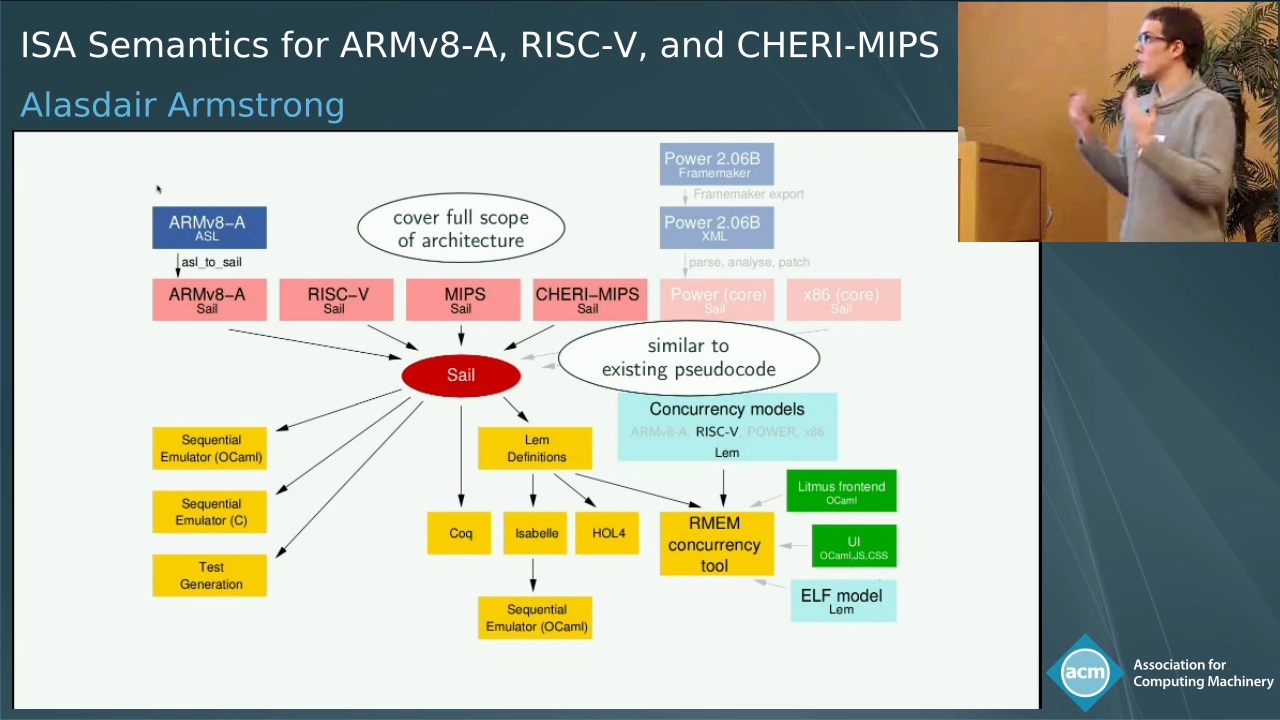 ISA Semantics for ARMv8-A, RISC-V, and CHERI-MIPS
Alasdair Armstrong
Power 2.06B
Framemaker
Framemaker export
ARMv8–A
ASL
cover full scope
of architecture
Power 2.06B
XML
asl_to_sail
parse, analyse, patch
ARMv8–A
Sail
RISC–V
Sail
MIPS
Sail
CHERI–MIPS
Sail
Power (core)
Sail
x86 (core)
Sail
similar to
existing pseudocode
Sail
Concurrency models
ARMv8-A, RISC-V, POWER, x86
Lem
Sequential
Emulator (OCaml)
Lem
Definitions
Litmus frontend
OCaml
Sequential
Emulator (C)
Coq
Isabelle
HOL4
RMEM
concurrency
tool
UI
OCaml,JS,CSS
Test
Generation
ELF model
Lem
Sequential
Emulator (OCaml)
acm
Association for
Computing Machinery